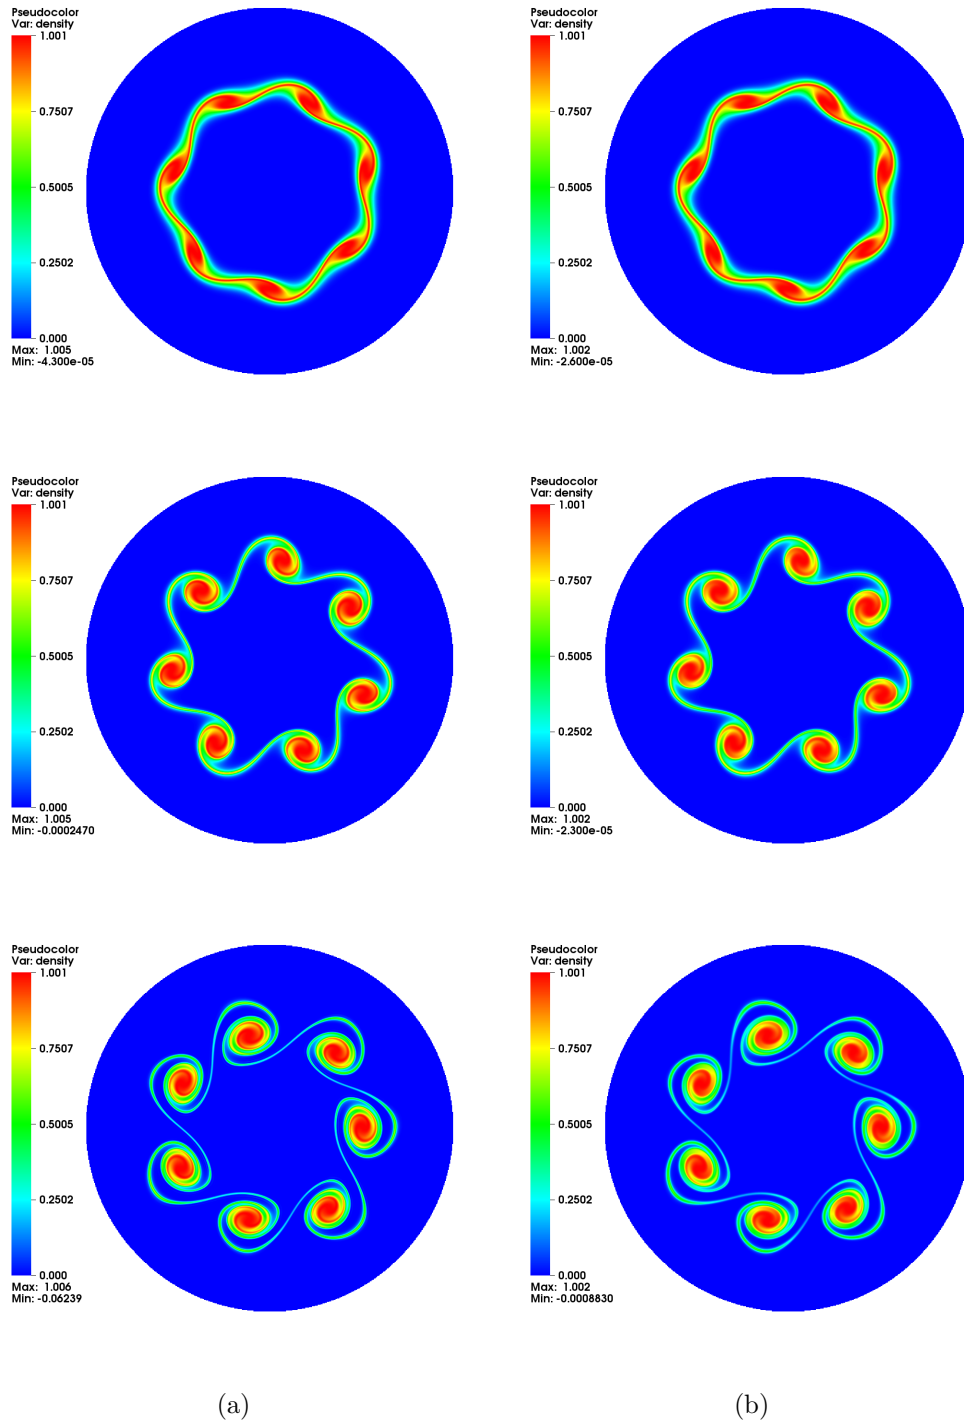 Pseudocolor
Var: density
1.001
0.7507
0.5005
0.2502
0.000
Max: 1.005
Min: -4.300e-05
Pseudocolor
Var: density
1.001
0.7507
0.5005
0.2502
0.000
Max: 1.002
Min: -2.600e-05
Pseudocolor
Var: density
1.001
0.7507
0.5005
0.2502
0.000
Max: 1.005
Min: -0.0002470
Pseudocolor
Var: density
1.001
0.7507
0.5005
0.2502
0.000
Max: 1.002
Min: -2.300e-05
Pseudocolor
Var: density
1.001
0.7507
0.5005
0.2502
0.000
Max: 1.006
Min: -0.06239
Pseudocolor
Var: density
1.001
0.7507
0.5005
0.2502
0.000
Max: 1.002
Min: -0.0008830
(a)
(b)